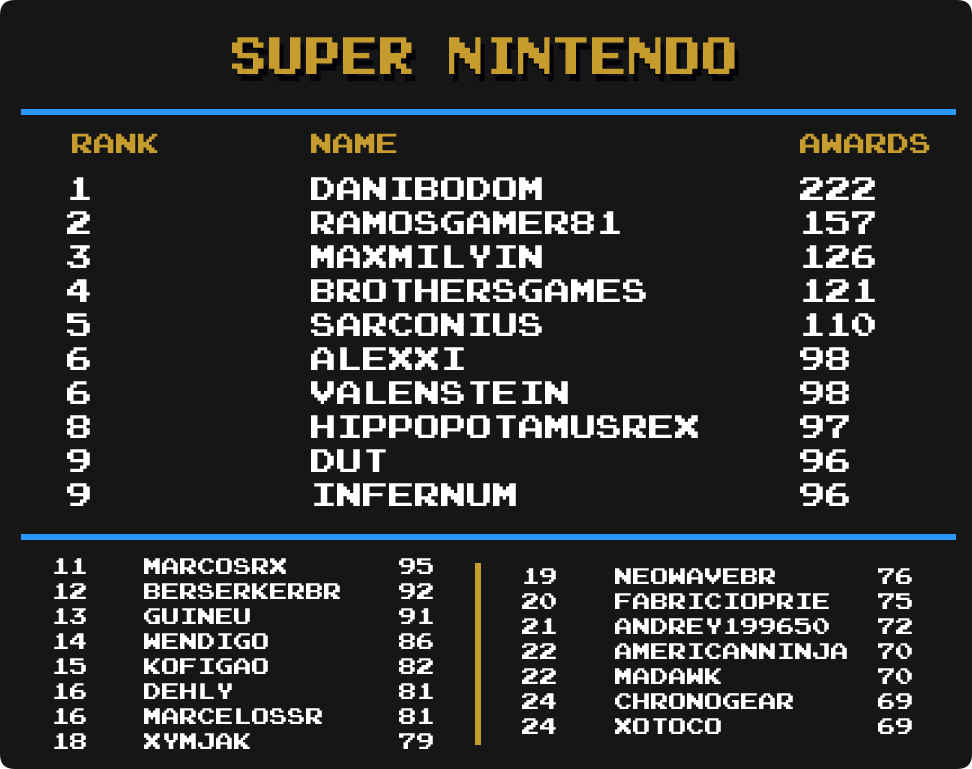 SUPER NINTENDO
RANK NAME AWARDS
1 DANIBODOM 222
2 RAMOSGAMER81 157
3 MAXMILYIN 126
4 BROTHERSGAMES 121
5 SARCONIUS 110
6 ALEXXI 98
6 VALENSTEIN 98
8 HIPPOPOTAMUSREX 97
9 DUT 96
9 INFERNUM 96
11 MARCOSRX 95
12 BERSERKERBR 92
13 GUINEU 91
14 WENDIGO 86
15 KOFIGAO 82
16 DEHLY 81
16 MARCELOSSR 81
18 XYMJAK 79
19 NEOWAVEBR 76
20 FABRICIOPRIE 75
21 ANDREY199650 72
22 AMERICANNINJA 70
22 MADAWK 70
24 CHRONOGEAR 69
24 XOTOCO 69